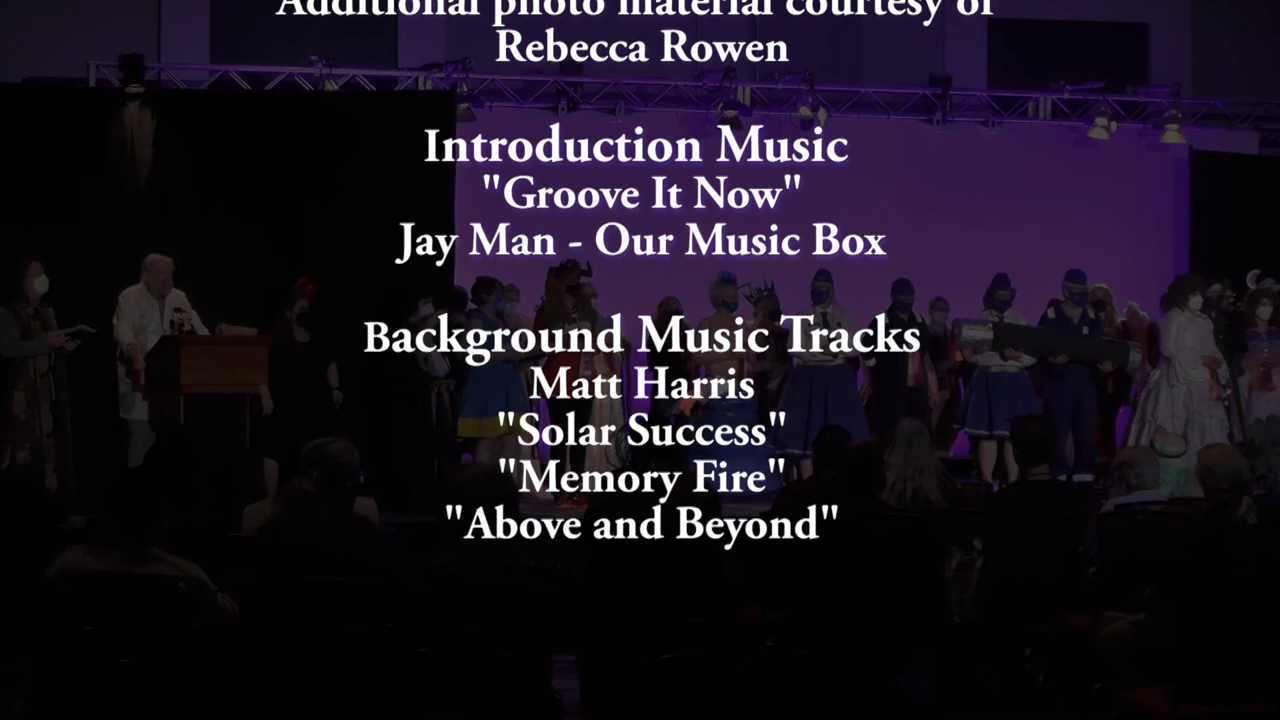 Additional photo material courtesy of
Rebecca Rowen
Introduction Music
"Groove It Now"
Jay Man - Our Music Box
Background Music Tracks
Matt Harris
"Solar Success"
"Memory Fire"
"Above and Beyond"